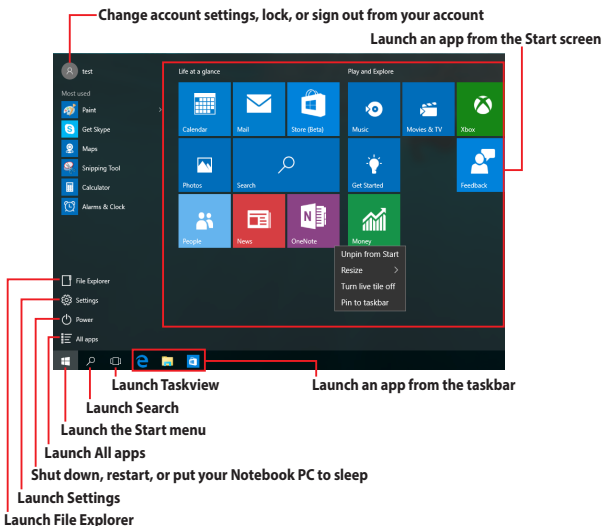 Change account settings, lock, or sign out from your account
Launch an app from the Start screen
test
Life at a glance
Play and Explore
Most used
Paint
Get Skype
Maps
Snipping Tool
Calculator
Alarms & Clock
Calendar
Mail
Store (Beta)
Music
Movies & TV
Xbox
Photos
Search
Get Started
Feedback
People
News
OneNote
Money
Unpin from Start
Resize
Turn live tile off
Pin to taskbar
File Explorer
Settings
Power
All apps
Launch Taskview
Launch an app from the taskbar
Launch Search
Launch the Start menu
Launch All apps
Shut down, restart, or put your Notebook PC to sleep
Launch Settings
Launch File Explorer